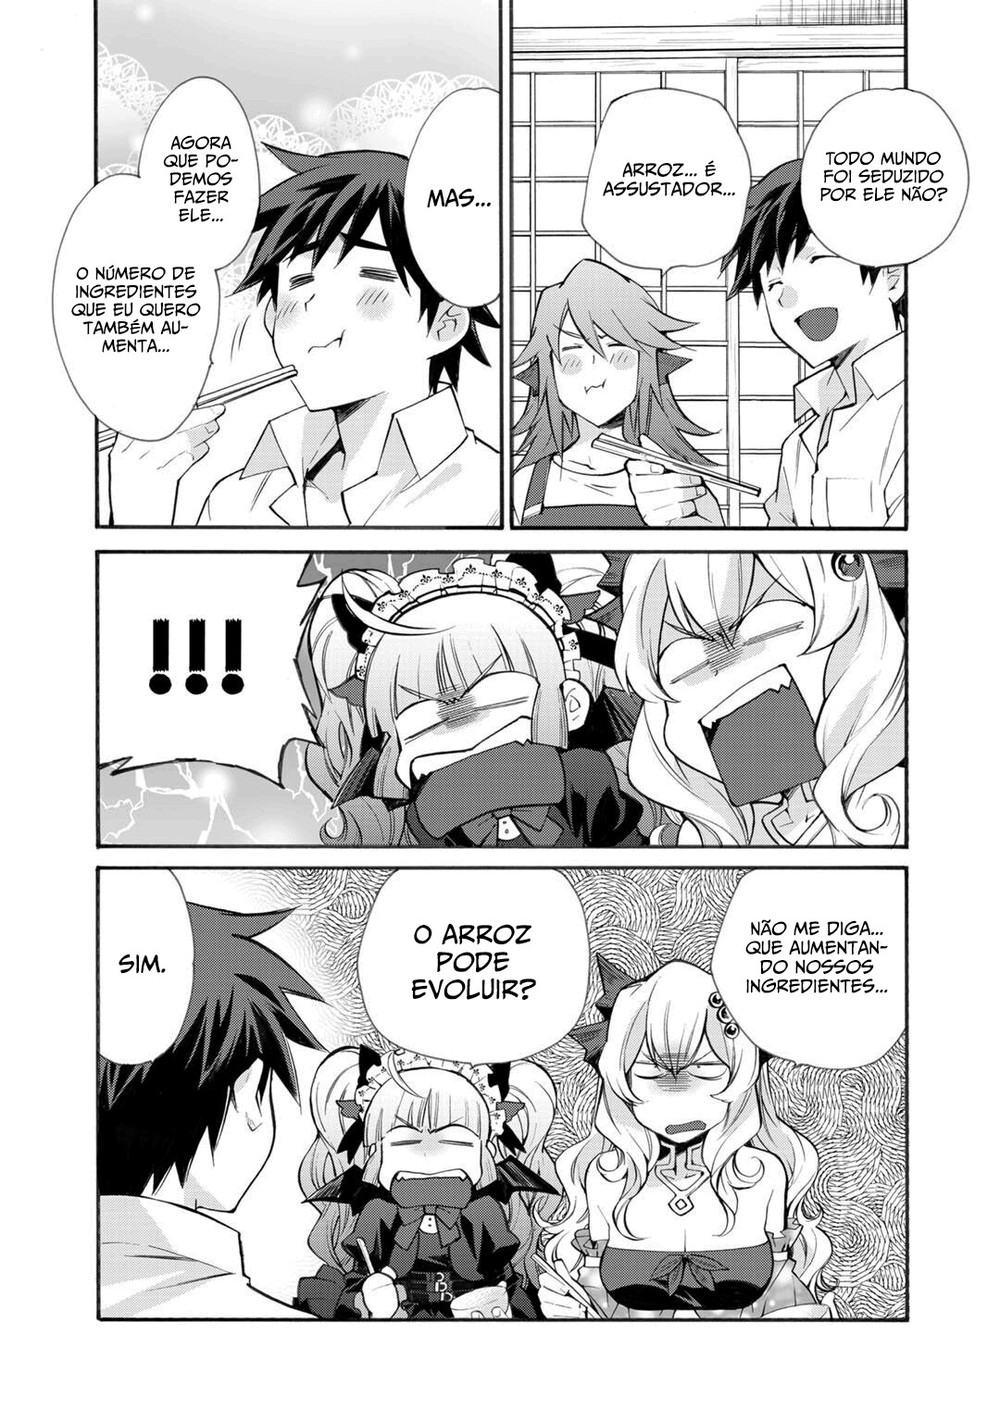 TODO MUNDO
FOI SEDUZIDO
POR ELE NÃO?
ARROZ... É
ASSUSTADOR...
MAS...
AGORA
QUE PO-
DEMOS
FAZER
ELE...
O NÚMERO DE
INGREDIENTES
QUE EU QUERO
TAMBÉM AU-
MENTA...
!!!
NÃO ME DIGA...
QUE AUMENTAN-
DO NOSSOS
INGREDIENTES...
O ARROZ
PODE
EVOLUIR?
SIM.